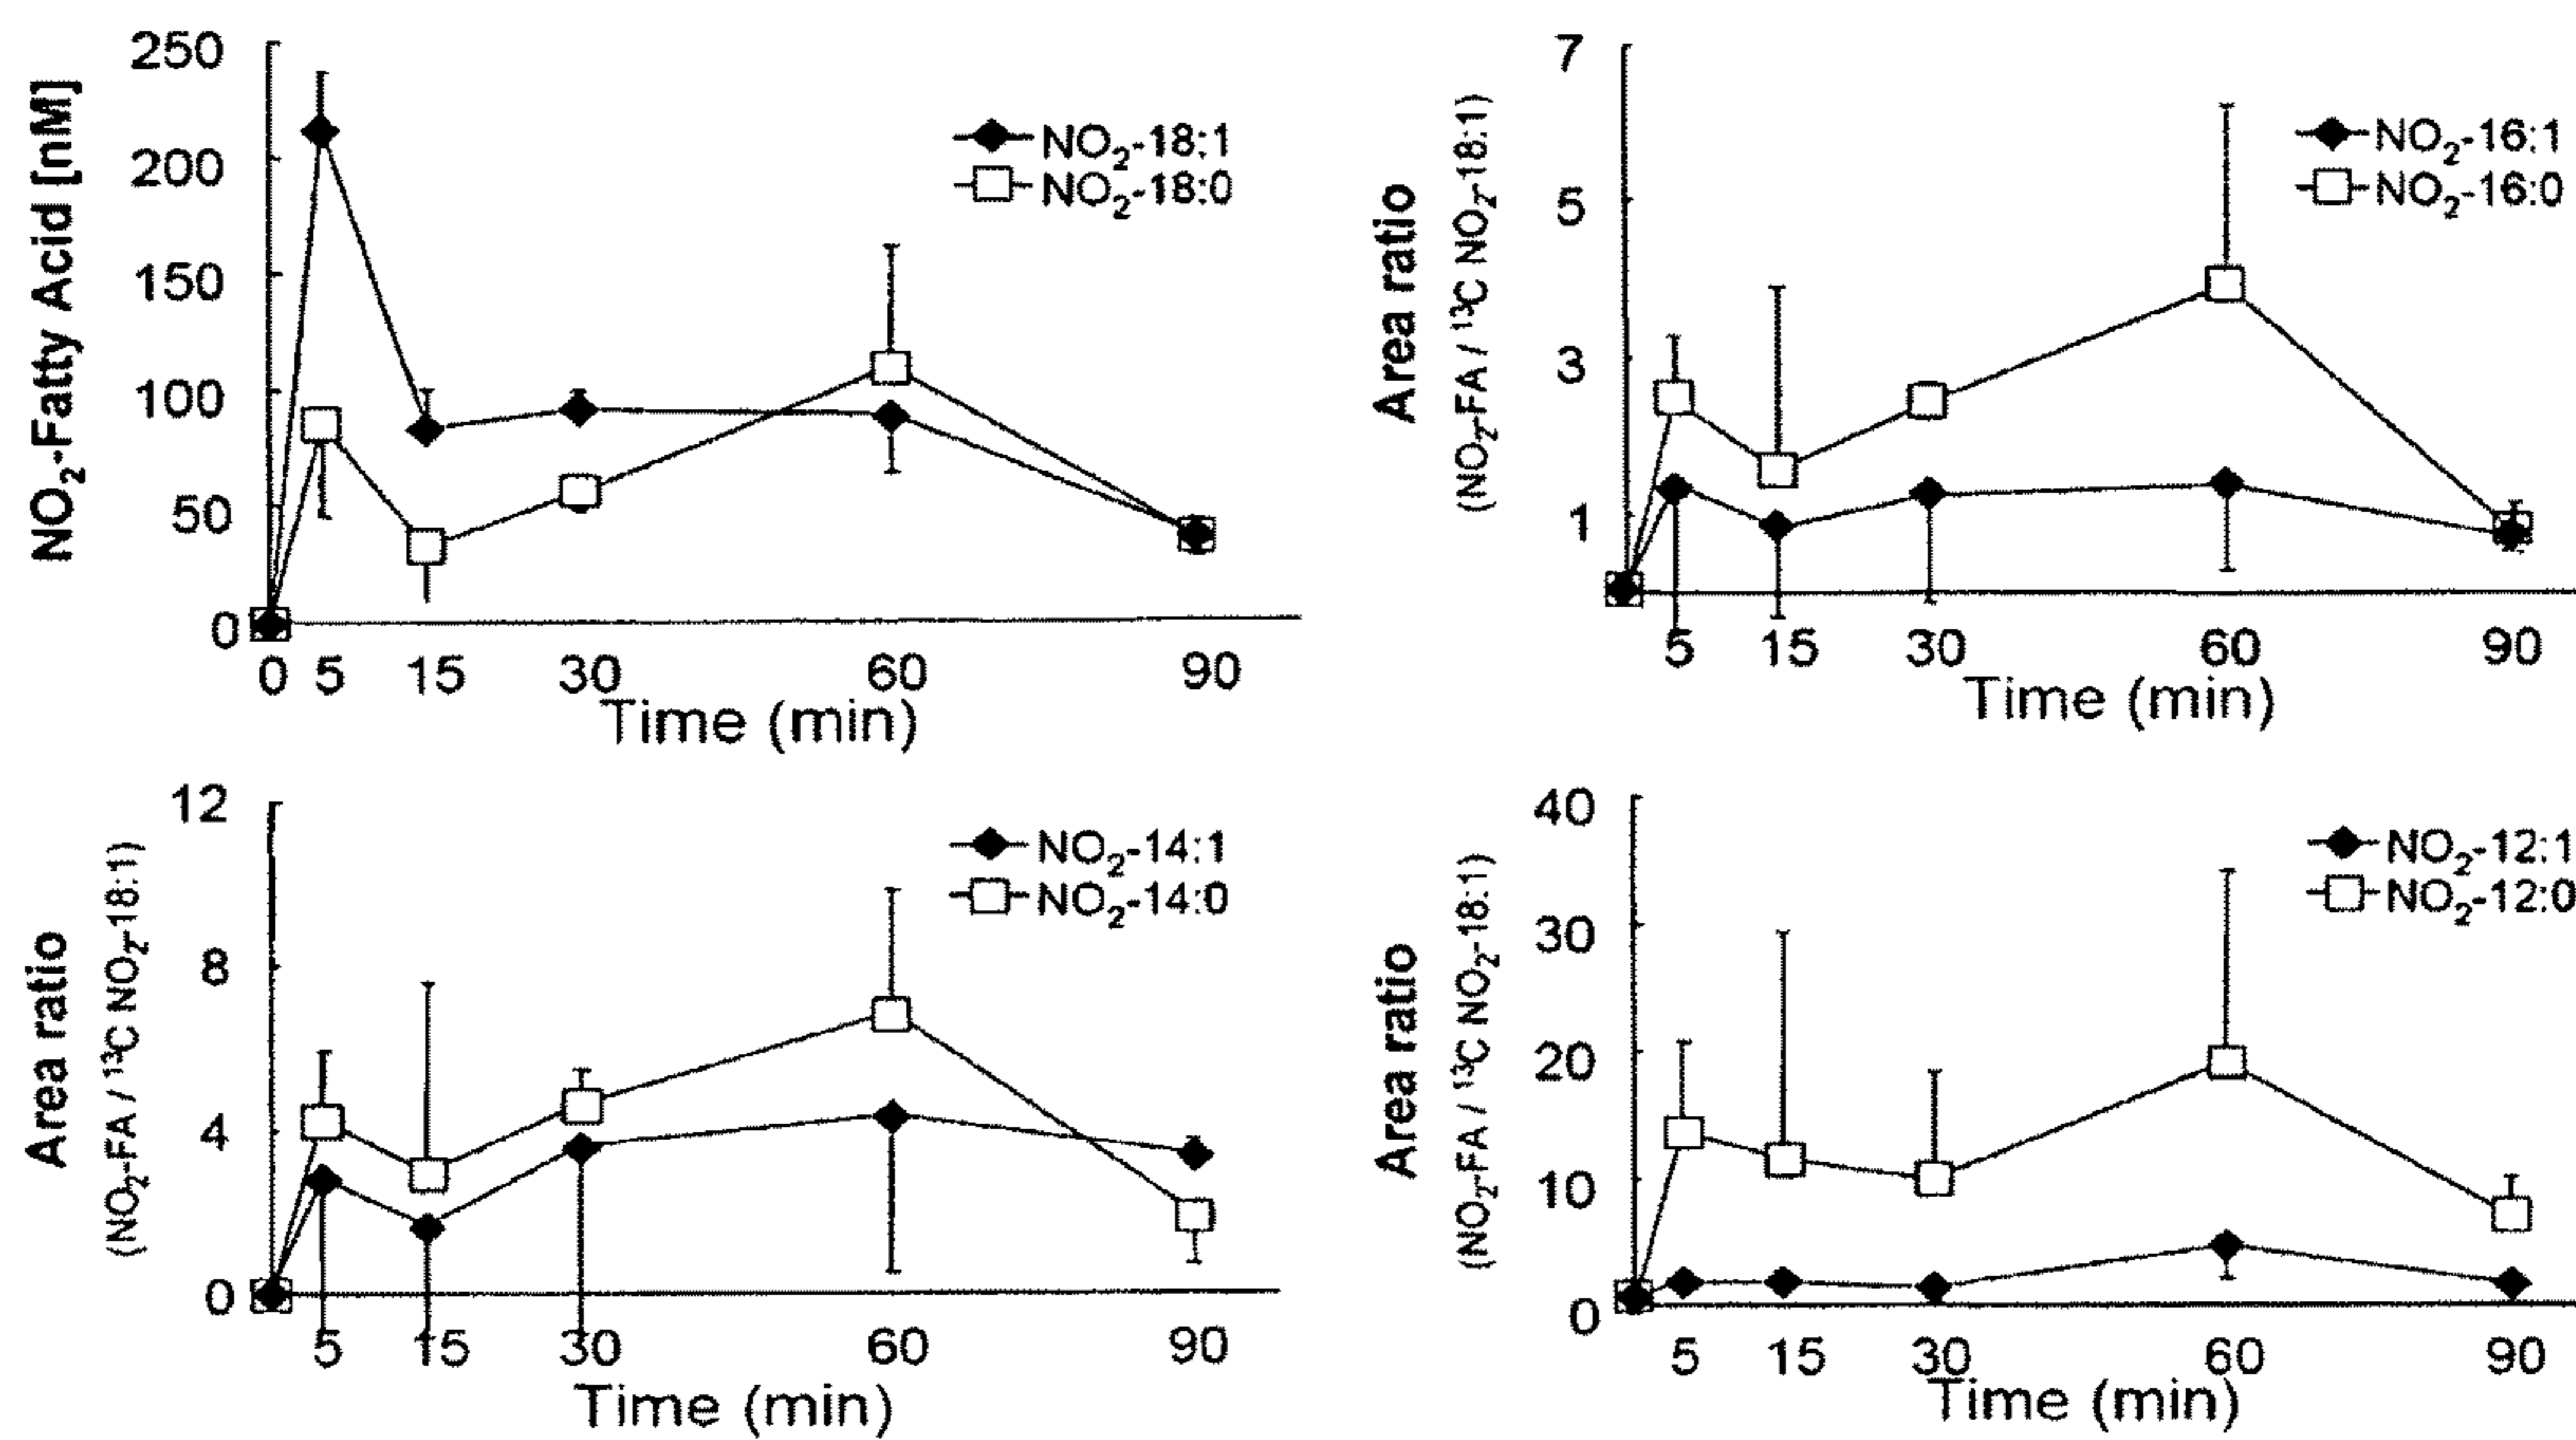 250
200
150
100
50
0
NO₂-Fatty Acid [nM]
NO₂-18:1
NO₂-18:0
0 5 15 30 60 90
Time (min)
7
5
3
1
Area ratio
(NO₂-FA / ¹³C NO₂-18:1)
NO₂-16:1
NO₂-16:0
5 15 30 60 90
Time (min)
12
8
4
0
Area ratio
(NO₂-FA / ¹³C NO₂-18:1)
NO₂-14:1
NO₂-14:0
5 15 30 60 90
Time (min)
40
30
20
10
0
Area ratio
(NO₂-FA / ¹³C NO₂-18:1)
NO₂-12:1
NO₂-12:0
5 15 30 60 90
Time (min)